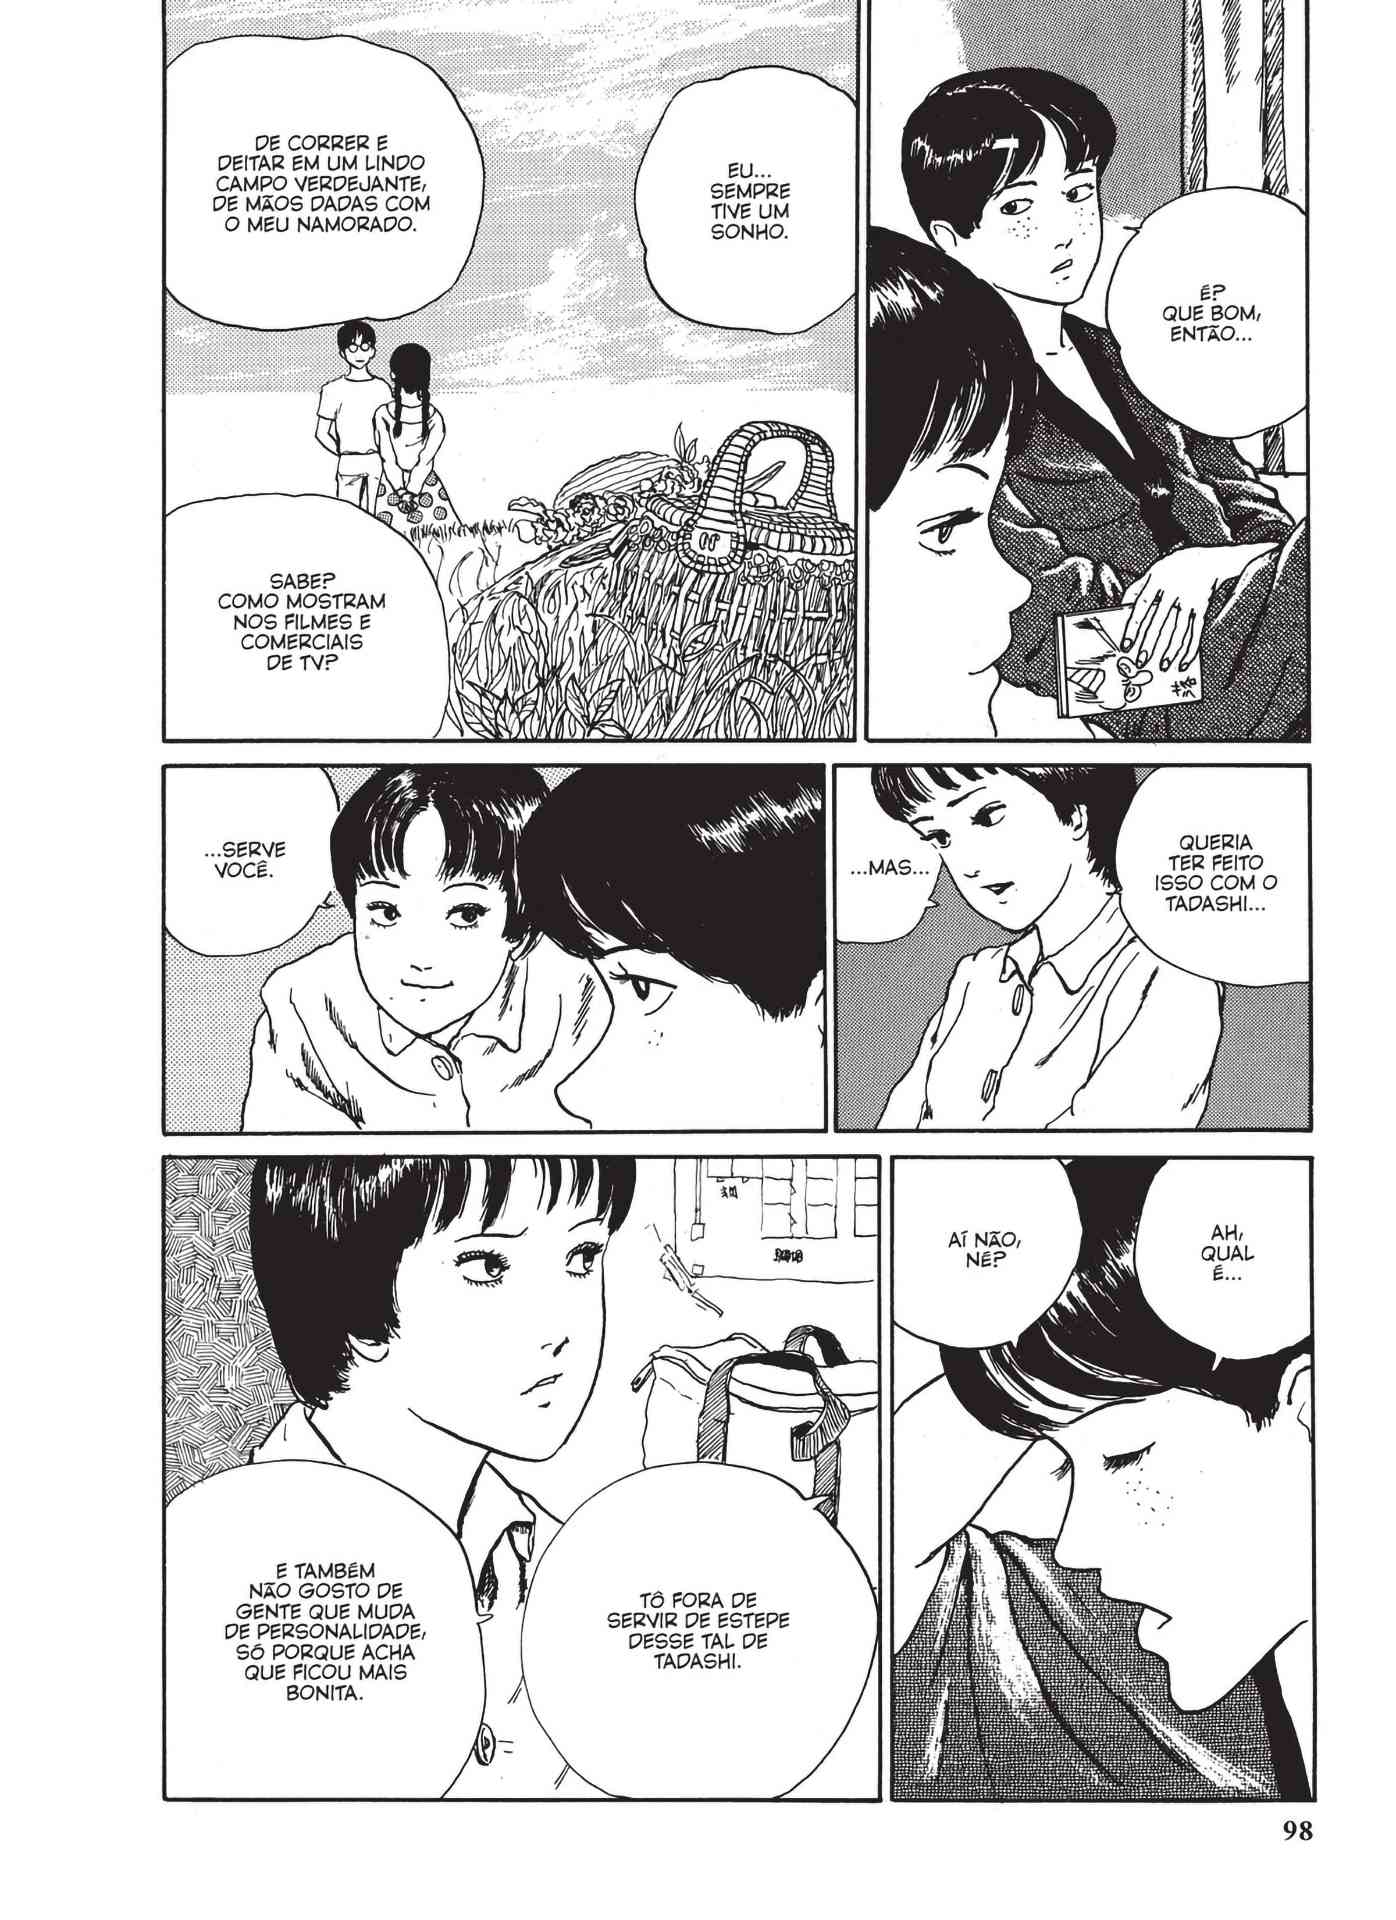 É?
QUE BOM,
ENTÃO...
EU...
SEMPRE
TIVE UM
SONHO.
DE CORRER E
DEITAR EM UM LINDO
CAMPO VERDEJANTE,
DE MÃOS DADAS COM
O MEU NAMORADO.
SABE?
COMO MOSTRAM
NOS FILMES E
COMERCIAIS
DE TV?
QUERIA
TER FEITO
ISSO COM O
TADASHI...
...MAS...
...SERVE
VOCÊ.
AH,
QUAL
É...
AÍ NÃO,
NÉ?
TÔ FORA DE
SERVIR DE ESTEPE
DESSE TAL DE
TADASHI.
E TAMBÉM
NÃO GOSTO DE
GENTE QUE MUDA
DE PERSONALIDADE,
SÓ PORQUE ACHA
QUE FICOU MAIS
BONITA.
98